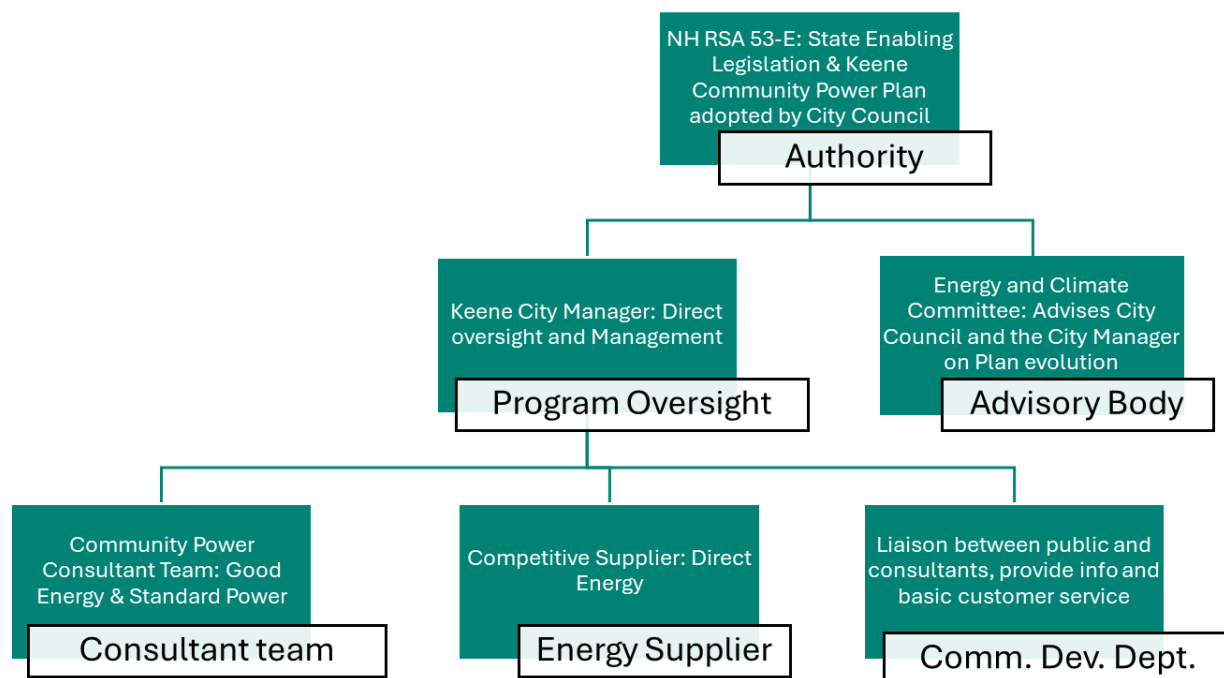 NH RSA 53-E: State Enabling
Legislation & Keene
Community Power Plan
adopted by City Council
Authority
Keene City Manager: Direct
oversight and Management
Program Oversight
Energy and Climate
Committee: Advises City
Council and the City Manager
on Plan evolution
Advisory Body
Community Power
Consultant Team: Good
Energy & Standard Power
Consultant team
Competitive Supplier: Direct
Energy
Energy Supplier
Liaison between public and
consultants, provide info and
basic customer service
Comm. Dev. Dept.